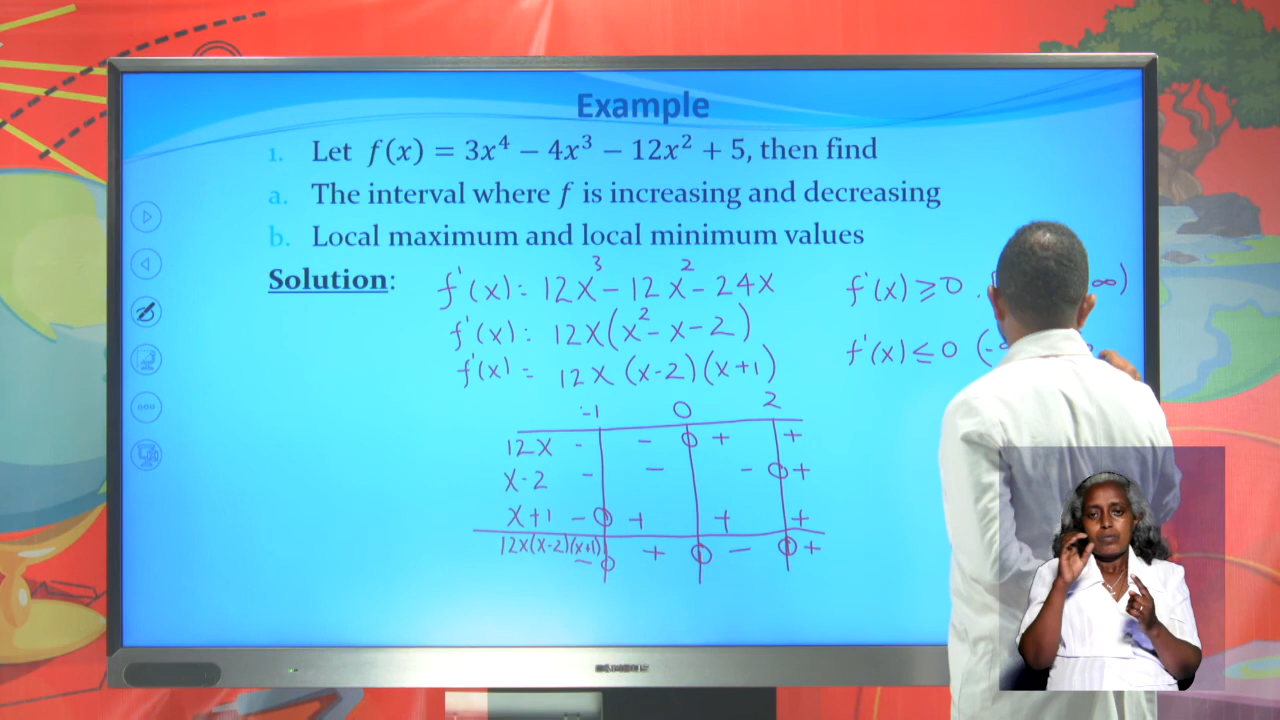 Example
1. Let f(x) = 3x⁴ − 4x³ − 12x² + 5, then find
a. The interval where f is increasing and decreasing
b. Local maximum and local minimum values
Solution:
f'(x) = 12x³ − 12x² − 24x
f'(x) = 12x(x² − x − 2)
f'(x) = 12x (x-2)(x+1)
f'(x) ≥ 0 ∞)
f'(x) ≤ 0 (-
-1 0 2
12x - - 0 + +
x-2 - - - 0 +
x+1 - 0 + + +
12x(x-2)(x+1) - 0 + 0 - 0 +